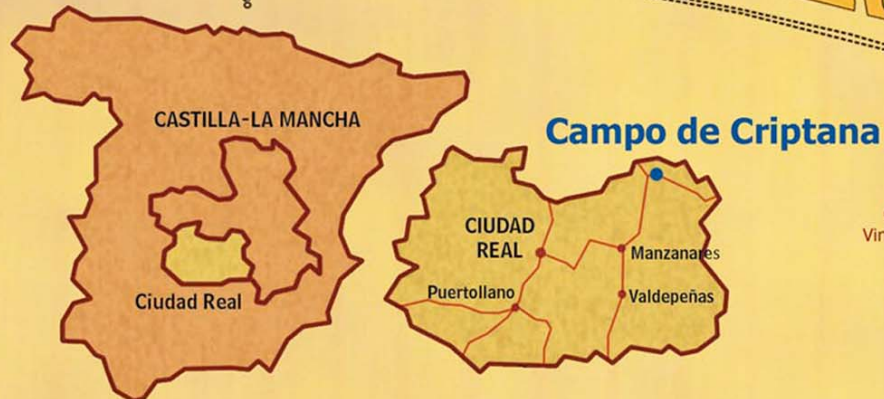 CASTILLA-LA MANCHA
Ciudad Real
Campo de Criptana
CIUDAD
REAL
Manzanares
Puertollano
Valdepeñas